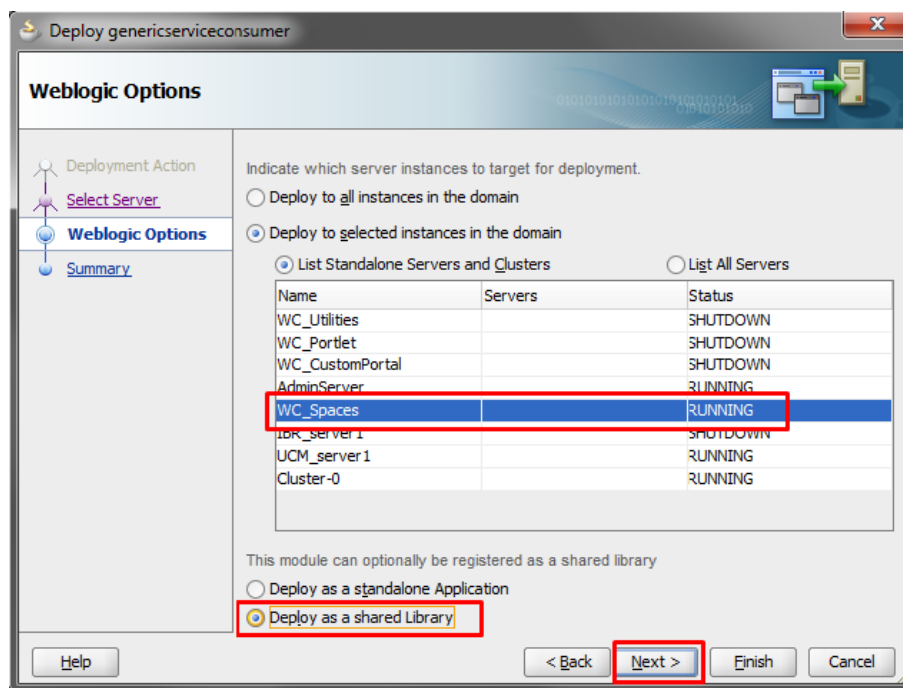 Deploy genericserviceconsumer
Weblogic Options
Deployment Action
Select Server
Weblogic Options
Summary
Indicate which server instances to target for deployment.
Deploy to all instances in the domain
Deploy to selected instances in the domain
List Standalone Servers and Clusters List All Servers
Name Servers Status
WC_Utilities SHUTDOWN
WC_Portlet SHUTDOWN
WC_CustomPortal SHUTDOWN
AdminServer RUNNING
WC_Spaces RUNNING
IBR_server1 SHUTDOWN
UCM_server1 RUNNING
Cluster-0 RUNNING
This module can optionally be registered as a shared library
Deploy as a standalone Application
Deploy as a shared Library
Help < Back Next > Finish Cancel